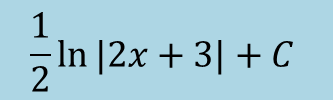 1/2 ln |2x + 3| + C